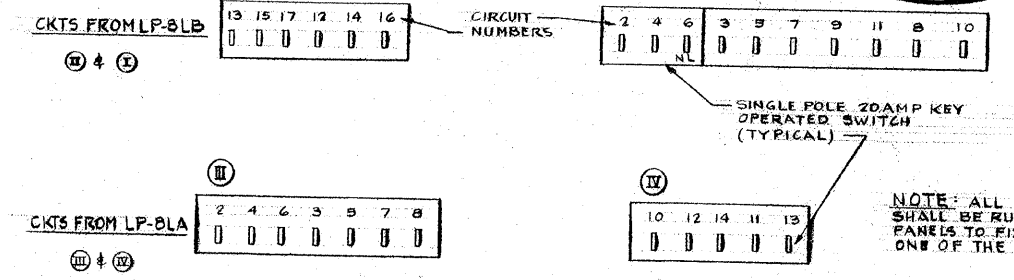 CKTS FROM LP-8LB
II & I
13 15 17 12 14 16
CIRCUIT
NUMBERS
2 4 6 3 5 7 9 11 8 10
NL
SINGLE POLE 20 AMP KEY
OPERATED SWITCH
(TYPICAL)
III
CKTS FROM LP-8LA
III & IV
2 4 6 3 5 7 8
IV
10 12 14 11 13
NOTE: ALL
SHALL BE RU
PANELS TO FI
ONE OF THE